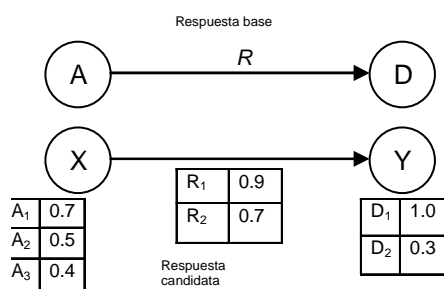 Respuesta base
A R D
X Y
A₁ 0.7
A₂ 0.5
A₃ 0.4
R₁ 0.9
R₂ 0.7
D₁ 1.0
D₂ 0.3
Respuesta
candidata